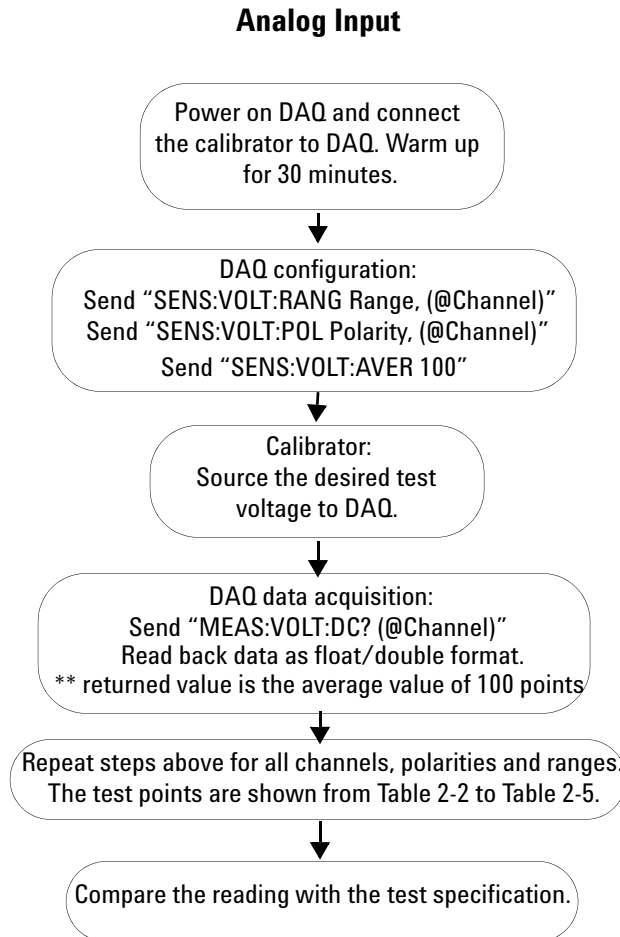 Analog Input
Power on DAQ and connect
the calibrator to DAQ. Warm up
for 30 minutes.
DAQ configuration:
Send “SENS:VOLT:RANG Range, (@Channel)”
Send “SENS:VOLT:POL Polarity, (@Channel)”
Send “SENS:VOLT:AVER 100”
Calibrator:
Source the desired test
voltage to DAQ.
DAQ data acquisition:
Send “MEAS:VOLT:DC? (@Channel)”
Read back data as float/double format.
** returned value is the average value of 100 points
Repeat steps above for all channels, polarities and ranges.
The test points are shown from Table 2-2 to Table 2-5.
Compare the reading with the test specification.